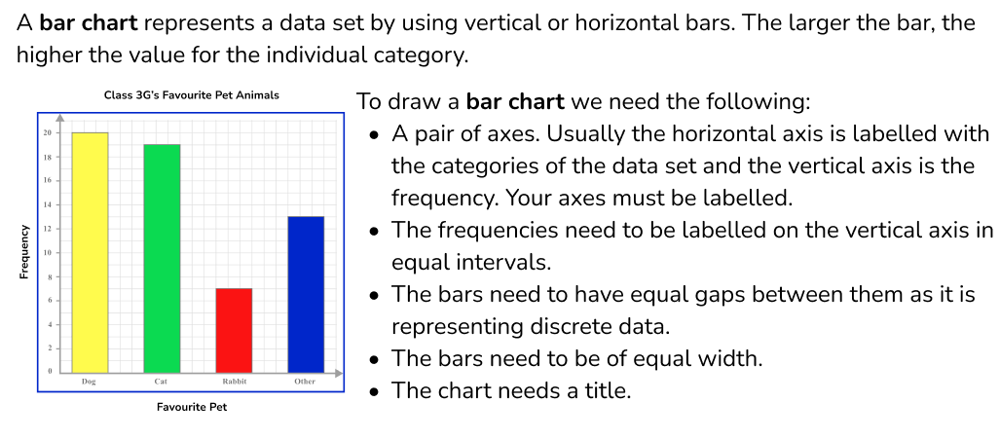 A bar chart represents a data set by using vertical or horizontal bars. The larger the bar, the
higher the value for the individual category.
Class 3G's Favourite Pet Animals
Frequency
20
18
16
14
12
10
8
6
4
2
0
Dog Cat Rabbit Other
Favourite Pet
To draw a bar chart we need the following:
• A pair of axes. Usually the horizontal axis is labelled with
the categories of the data set and the vertical axis is the
frequency. Your axes must be labelled.
• The frequencies need to be labelled on the vertical axis in
equal intervals.
• The bars need to have equal gaps between them as it is
representing discrete data.
• The bars need to be of equal width.
• The chart needs a title.